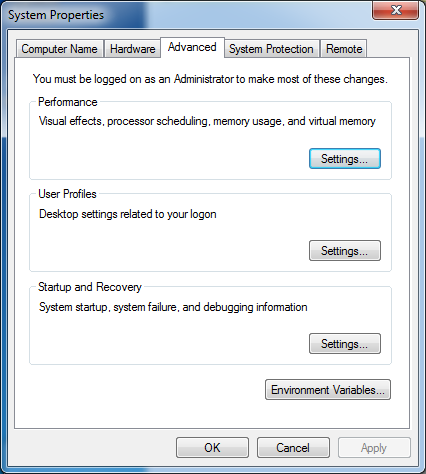 System Properties
Computer Name Hardware Advanced System Protection Remote
You must be logged on as an Administrator to make most of these changes.
Performance
Visual effects, processor scheduling, memory usage, and virtual memory
Settings...
User Profiles
Desktop settings related to your logon
Settings...
Startup and Recovery
System startup, system failure, and debugging information
Settings...
Environment Variables...
OK Cancel Apply